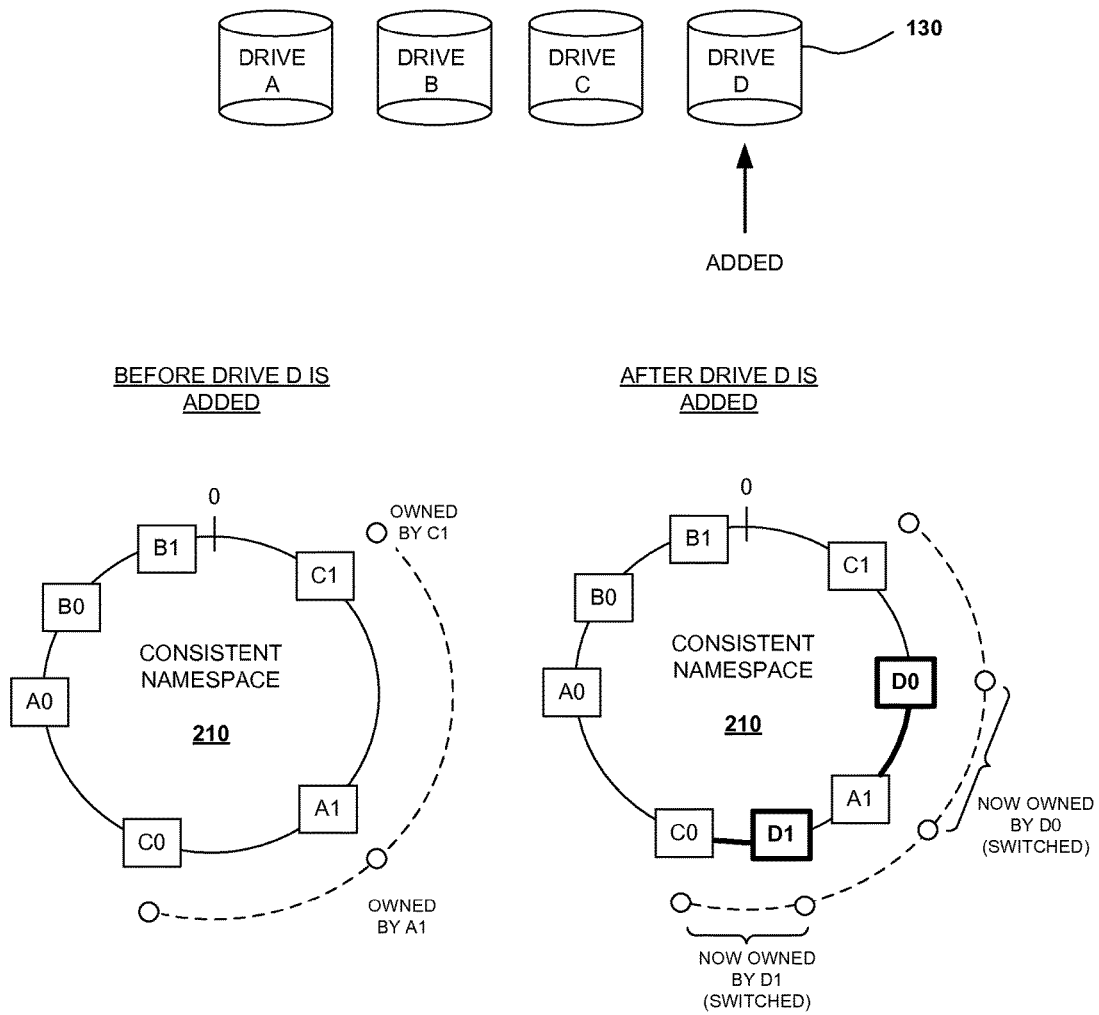 DRIVE
A
DRIVE
B
DRIVE
C
DRIVE
D
130
ADDED
BEFORE DRIVE D IS
ADDED
AFTER DRIVE D IS
ADDED
0
OWNED
BY C1
B1
C1
B0
CONSISTENT
NAMESPACE
A0
210
A1
C0
OWNED
BY A1
0
B1
C1
B0
CONSISTENT
NAMESPACE
A0
D0
210
A1
C0
D1
NOW OWNED
BY D0
(SWITCHED)
NOW OWNED
BY D1
(SWITCHED)